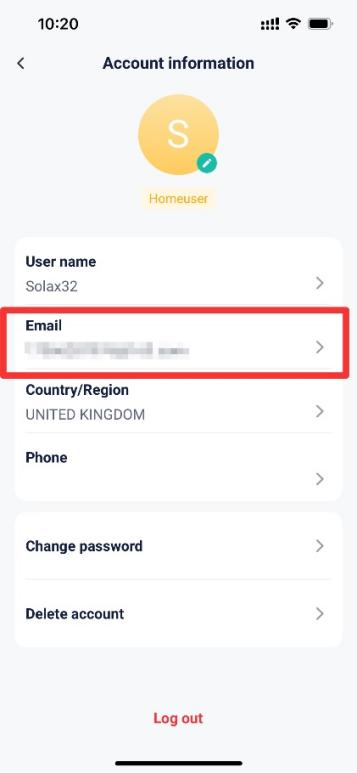 10:20
Account information
S
Homeuser
User name
Solax32
Email
Country/Region
UNITED KINGDOM
Phone
Change password
Delete account
Log out